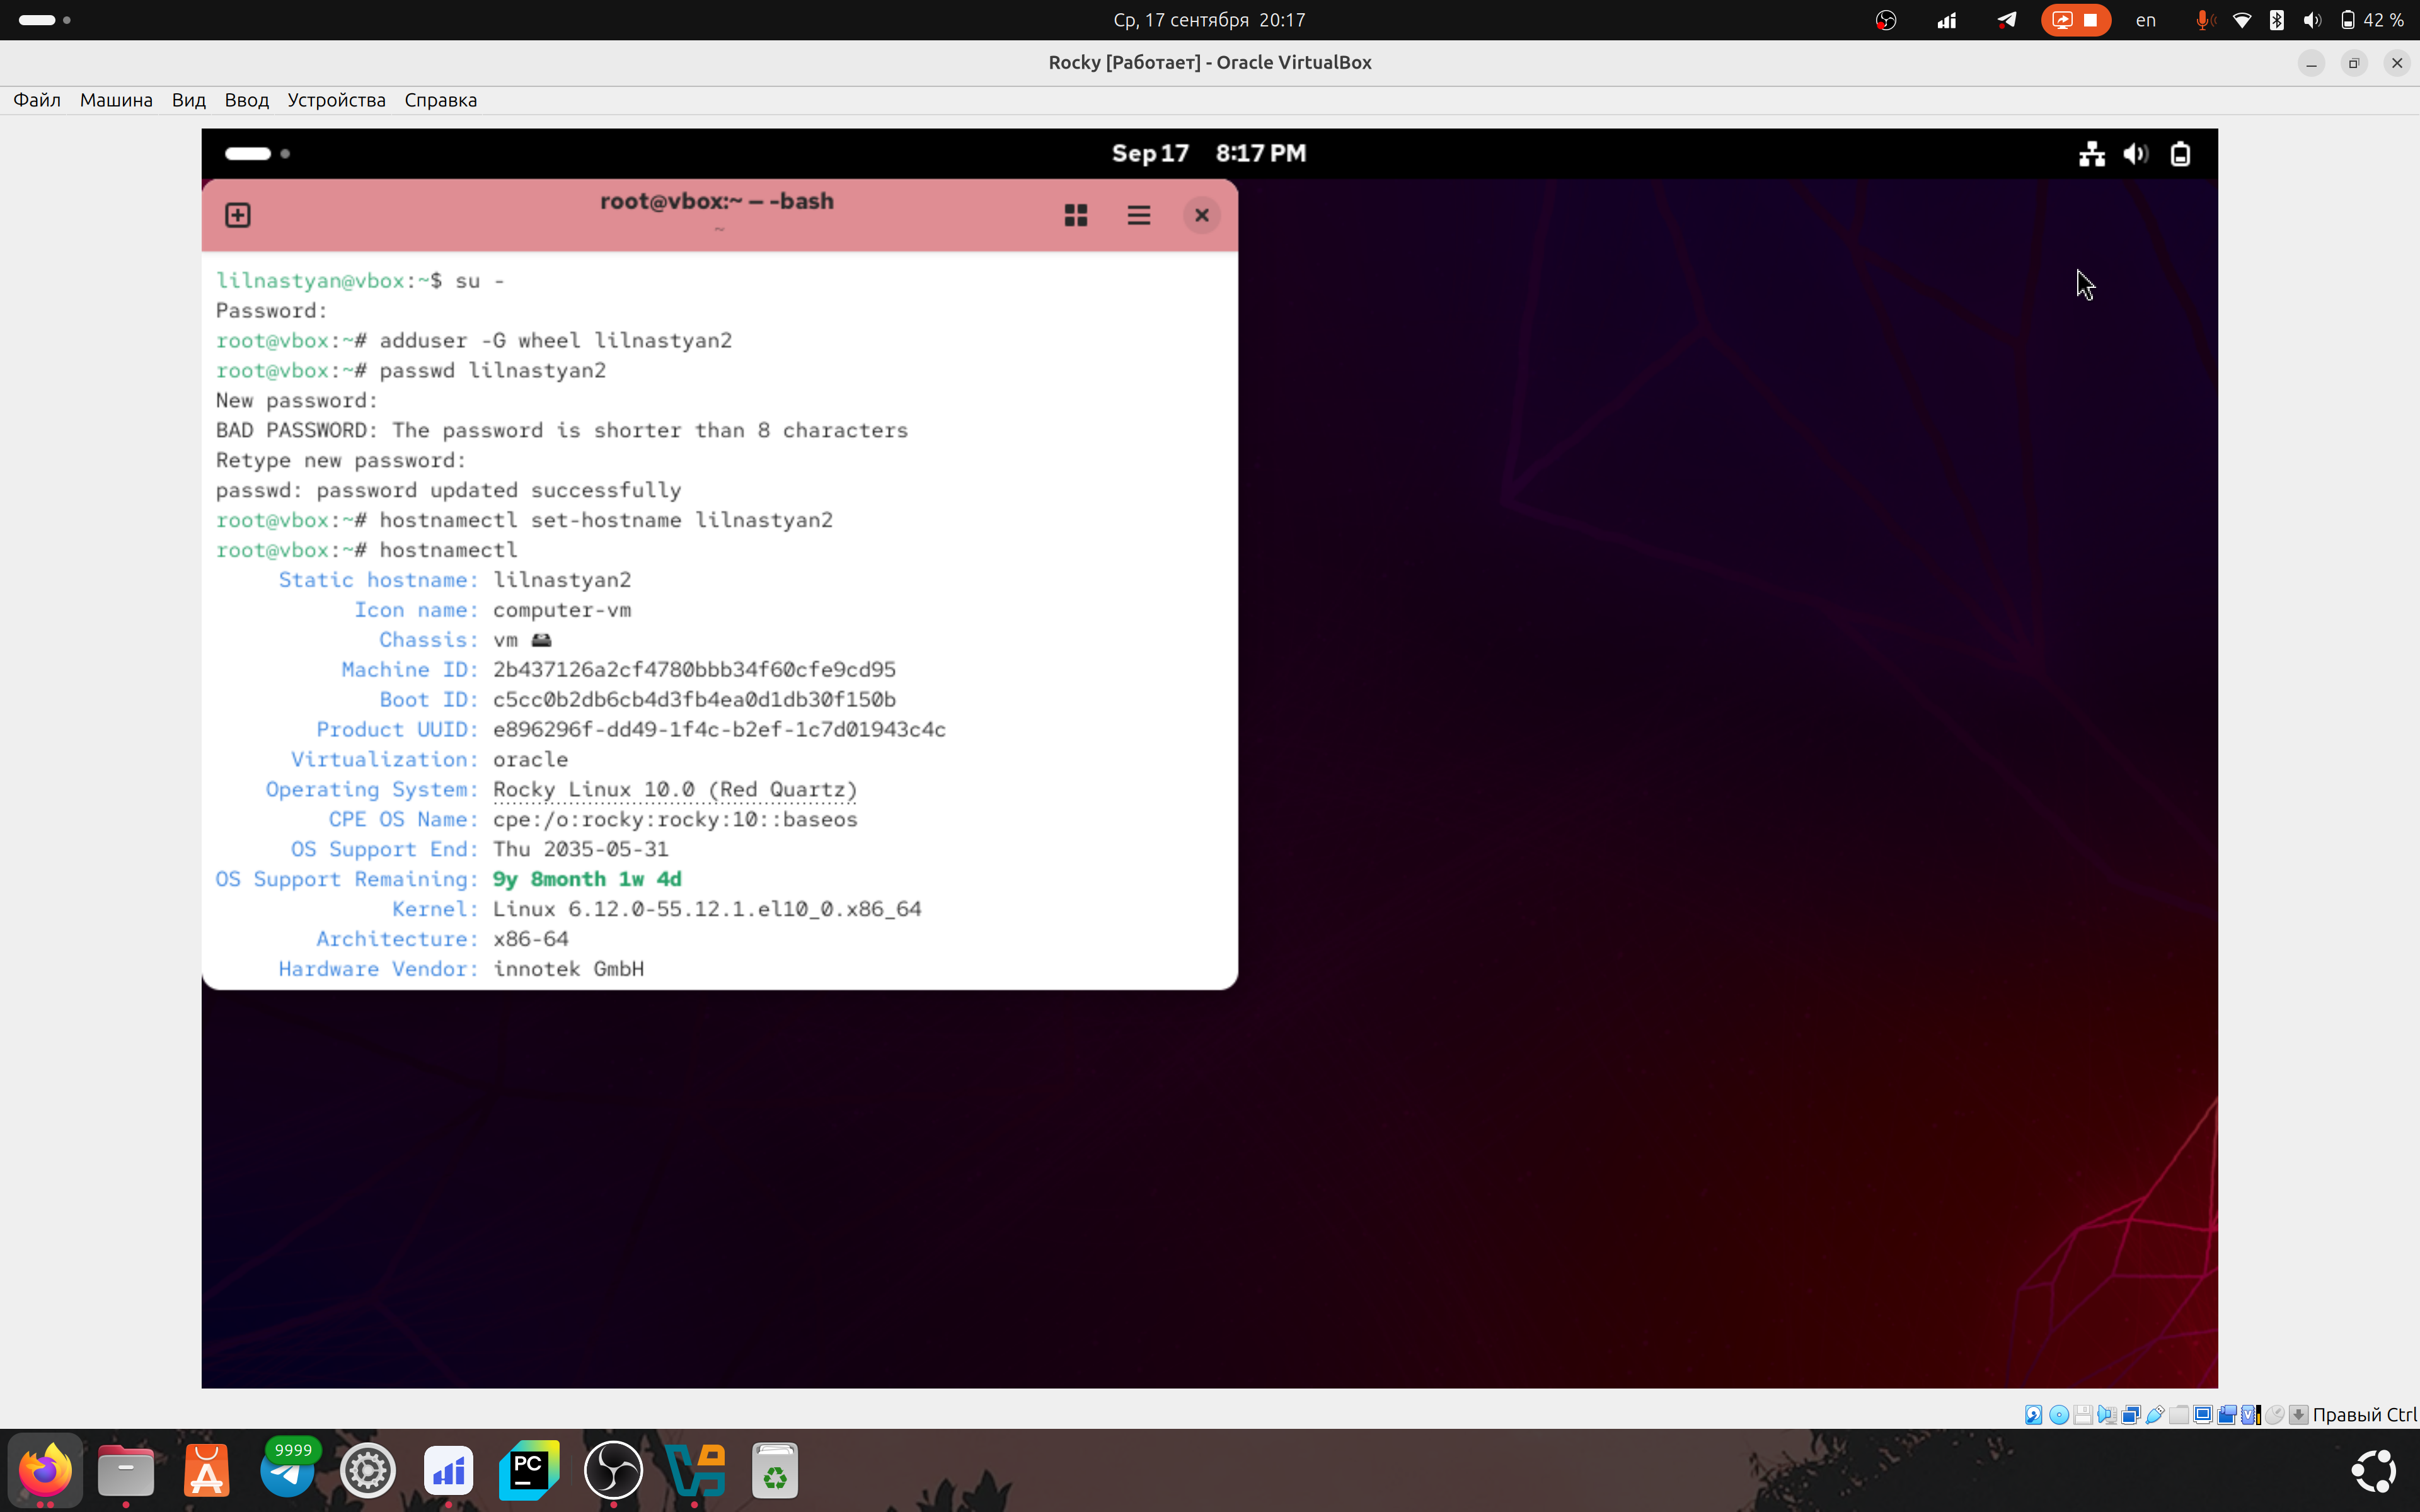 Ср, 17 сентября 20:17
en
42 %
Rocky [Работает] - Oracle VirtualBox
Файл Машина Вид Ввод Устройства Справка
Sep 17 8:17 PM
root@vbox:~ — -bash
~
lilnastyan@vbox:~$ su -
Password:
root@vbox:~# adduser -G wheel lilnastyan2
root@vbox:~# passwd lilnastyan2
New password:
BAD PASSWORD: The password is shorter than 8 characters
Retype new password:
passwd: password updated successfully
root@vbox:~# hostnamectl set-hostname lilnastyan2
root@vbox:~# hostnamectl
Static hostname: lilnastyan2
Icon name: computer-vm
Chassis: vm 🖴
Machine ID: 2b437126a2cf4780bbb34f60cfe9cd95
Boot ID: c5cc0b2db6cb4d3fb4ea0d1db30f150b
Product UUID: e896296f-dd49-1f4c-b2ef-1c7d01943c4c
Virtualization: oracle
Operating System: Rocky Linux 10.0 (Red Quartz)
CPE OS Name: cpe:/o:rocky:rocky:10::baseos
OS Support End: Thu 2035-05-31
OS Support Remaining: 9y 8month 1w 4d
Kernel: Linux 6.12.0-55.12.1.el10_0.x86_64
Architecture: x86-64
Hardware Vendor: innotek GmbH
Правый Ctrl
9999
PC